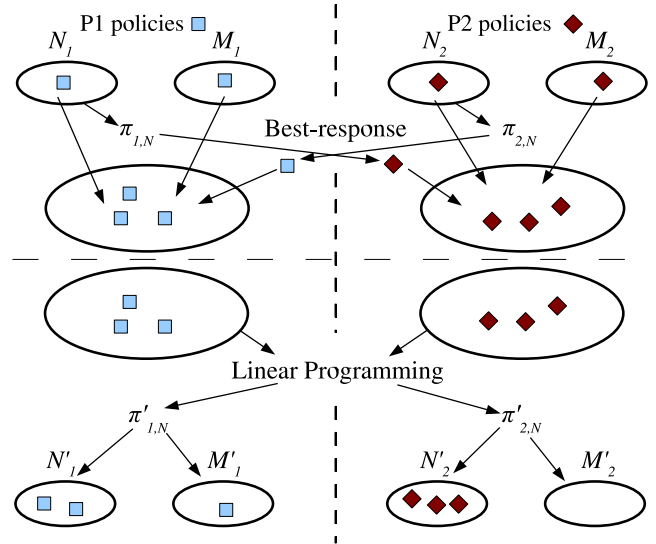 P1 policies P2 policies
N1 M1 N2 M2
π1,N π2,N
Best-response
Linear Programming
π'1,N π'2,N
N'1 M'1 N'2 M'2